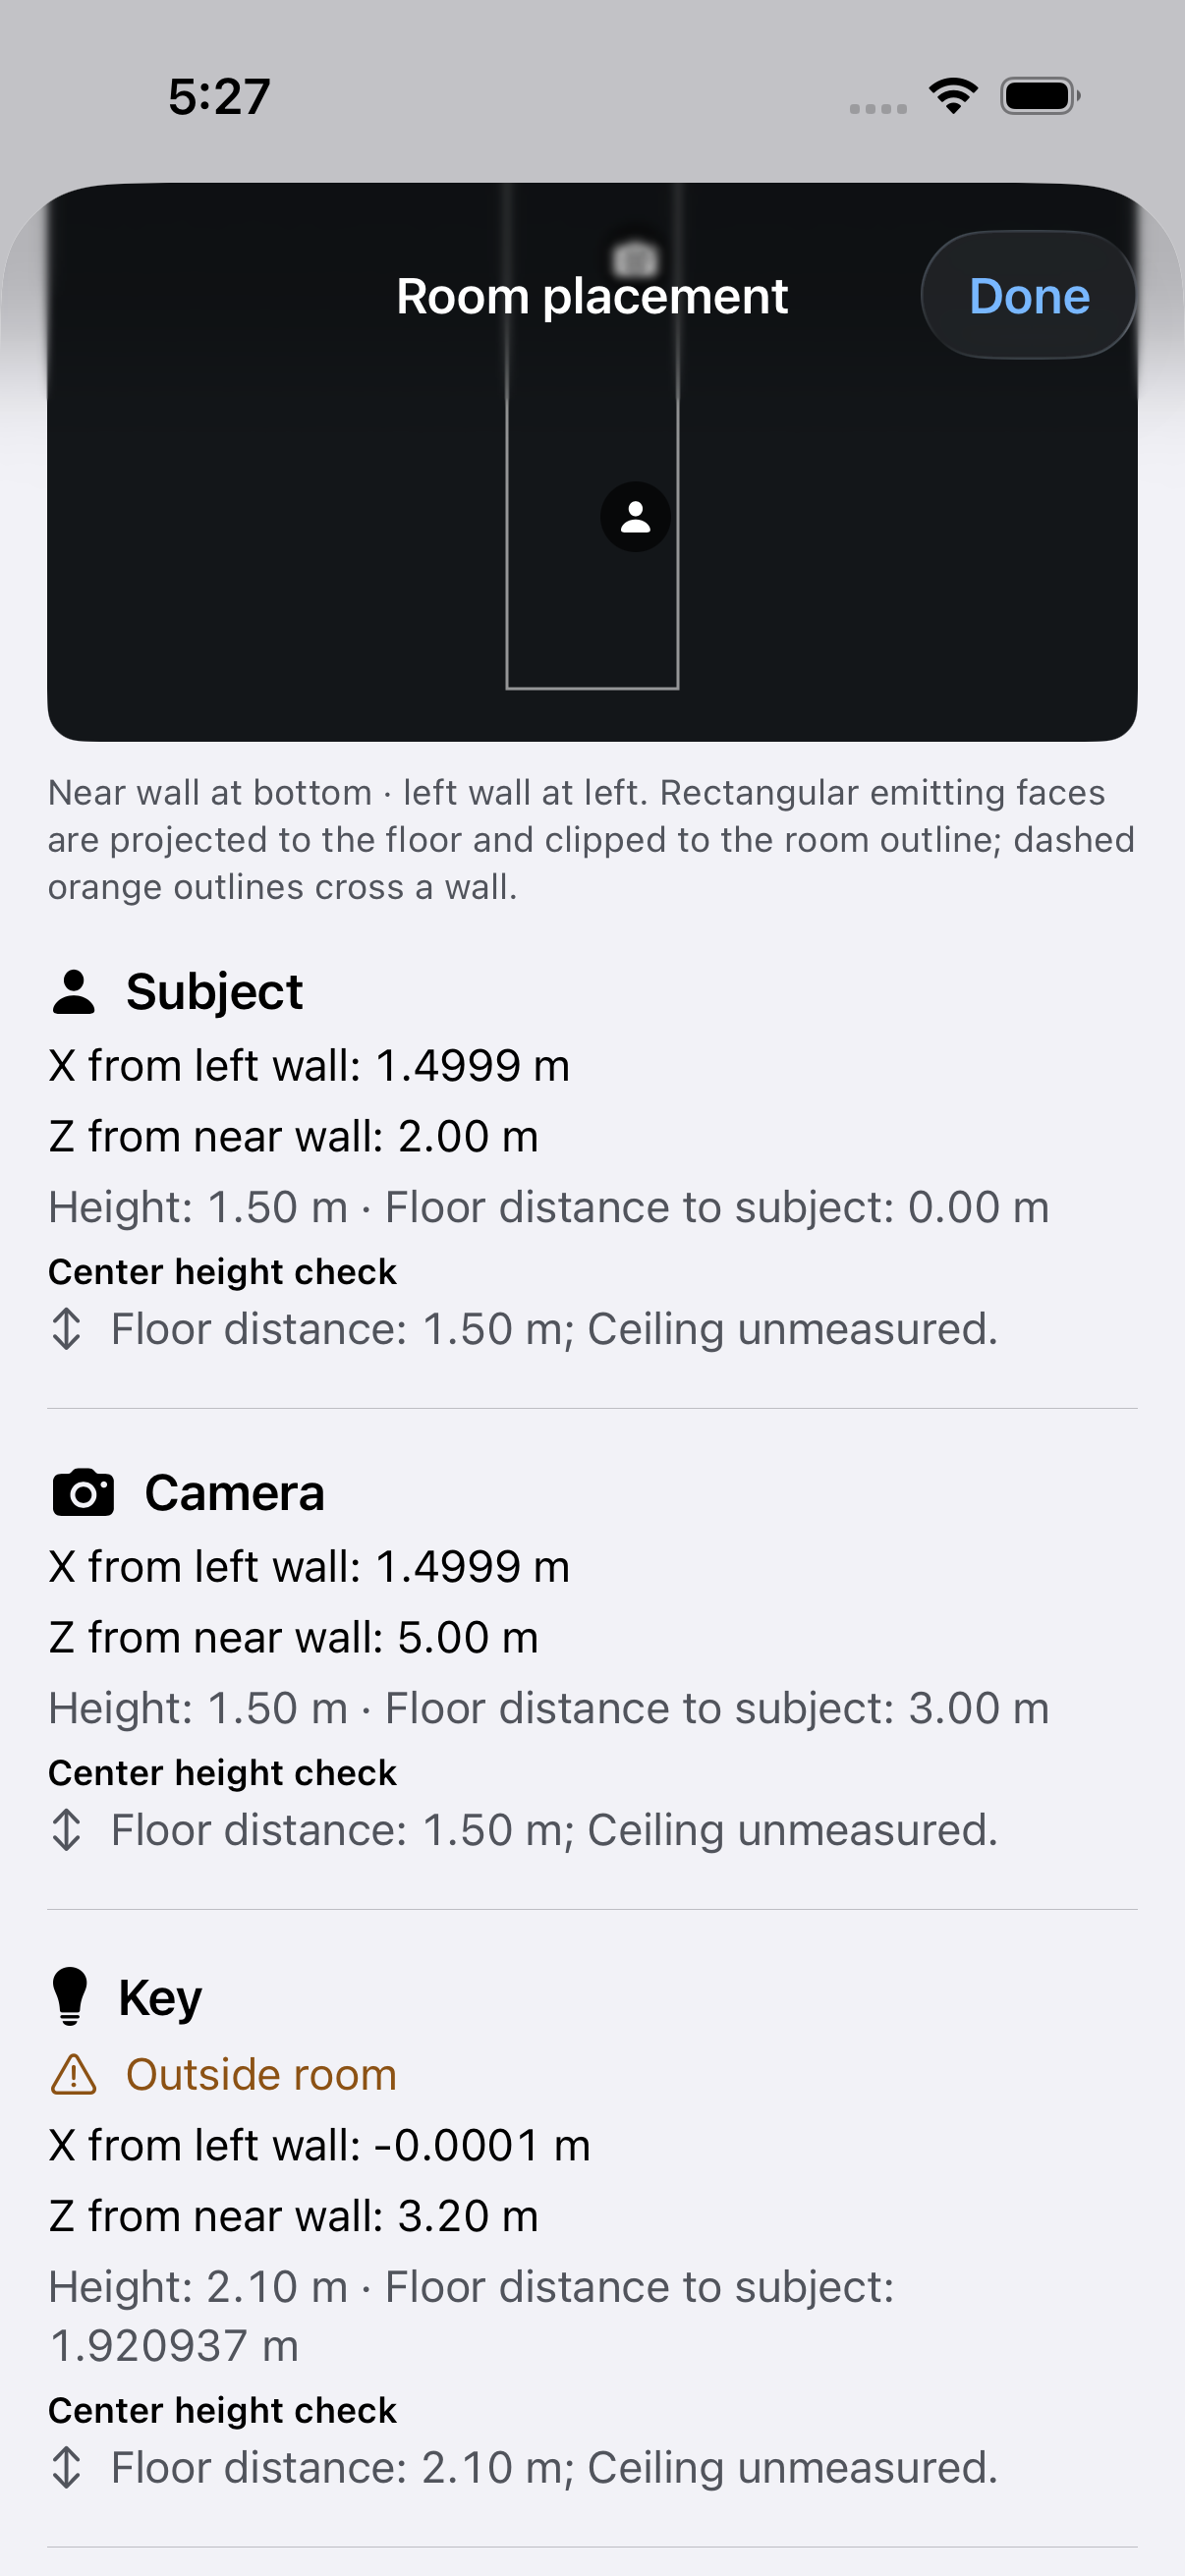 5:27
Room placement
Done
Near wall at bottom · left wall at left. Rectangular emitting faces
are projected to the floor and clipped to the room outline; dashed
orange outlines cross a wall.
Subject
X from left wall: 1.4999 m
Z from near wall: 2.00 m
Height: 1.50 m · Floor distance to subject: 0.00 m
Center height check
Floor distance: 1.50 m; Ceiling unmeasured.
Camera
X from left wall: 1.4999 m
Z from near wall: 5.00 m
Height: 1.50 m · Floor distance to subject: 3.00 m
Center height check
Floor distance: 1.50 m; Ceiling unmeasured.
Key
Outside room
X from left wall: -0.0001 m
Z from near wall: 3.20 m
Height: 2.10 m · Floor distance to subject:
1.920937 m
Center height check
Floor distance: 2.10 m; Ceiling unmeasured.